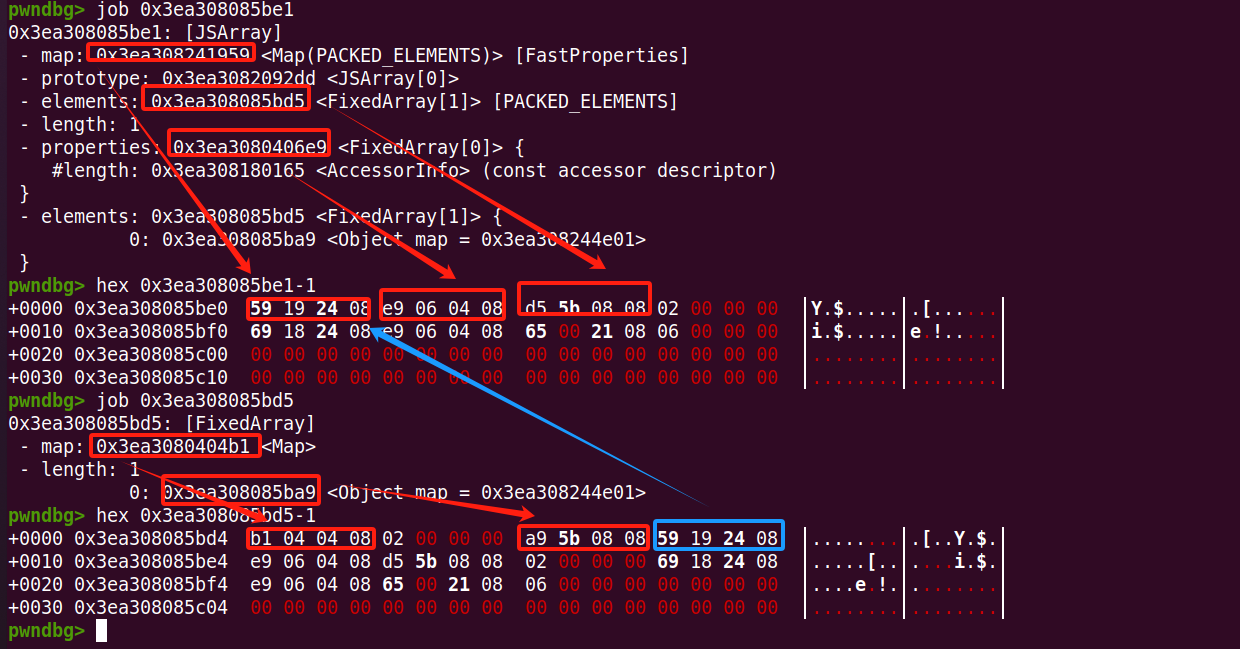 pwndbg> job 0x3ea308085be1
0x3ea308085be1: [JSArray]
 - map: 0x3ea308241959 <Map(PACKED_ELEMENTS)> [FastProperties]
 - prototype: 0x3ea3082092dd <JSArray[0]>
 - elements: 0x3ea308085bd5 <FixedArray[1]> [PACKED_ELEMENTS]
 - length: 1
 - properties: 0x3ea3080406e9 <FixedArray[0]> {
    #length: 0x3ea308180165 <AccessorInfo> (const accessor descriptor)
 }
 - elements: 0x3ea308085bd5 <FixedArray[1]> {
           0: 0x3ea308085ba9 <Object map = 0x3ea308244e01>
 }
pwndbg> hex 0x3ea308085be1-1
+0000 0x3ea308085be0  59 19 24 08 e9 06 04 08  d5 5b 08 08 02 00 00 00  |Y.$.....|.[......|
+0010 0x3ea308085bf0  69 18 24 08 e9 06 04 08  65 00 21 08 06 00 00 00  |i.$.....|e.!.....|
+0020 0x3ea308085c00  00 00 00 00 00 00 00 00  00 00 00 00 00 00 00 00  |........|........|
+0030 0x3ea308085c10  00 00 00 00 00 00 00 00  00 00 00 00 00 00 00 00  |........|........|
pwndbg> job 0x3ea308085bd5
0x3ea308085bd5: [FixedArray]
 - map: 0x3ea3080404b1 <Map>
 - length: 1
           0: 0x3ea308085ba9 <Object map = 0x3ea308244e01>
pwndbg> hex 0x3ea308085bd5-1
+0000 0x3ea308085bd4  b1 04 04 08 02 00 00 00  a9 5b 08 08 59 19 24 08  |........|.[..Y.$.|
+0010 0x3ea308085be4  e9 06 04 08 d5 5b 08 08  02 00 00 00 69 18 24 08  |.....[..|....i.$.|
+0020 0x3ea308085bf4  e9 06 04 08 65 00 21 08  06 00 00 00 00 00 00 00  |....e.!.|........|
+0030 0x3ea308085c04  00 00 00 00 00 00 00 00  00 00 00 00 00 00 00 00  |........|........|
pwndbg>